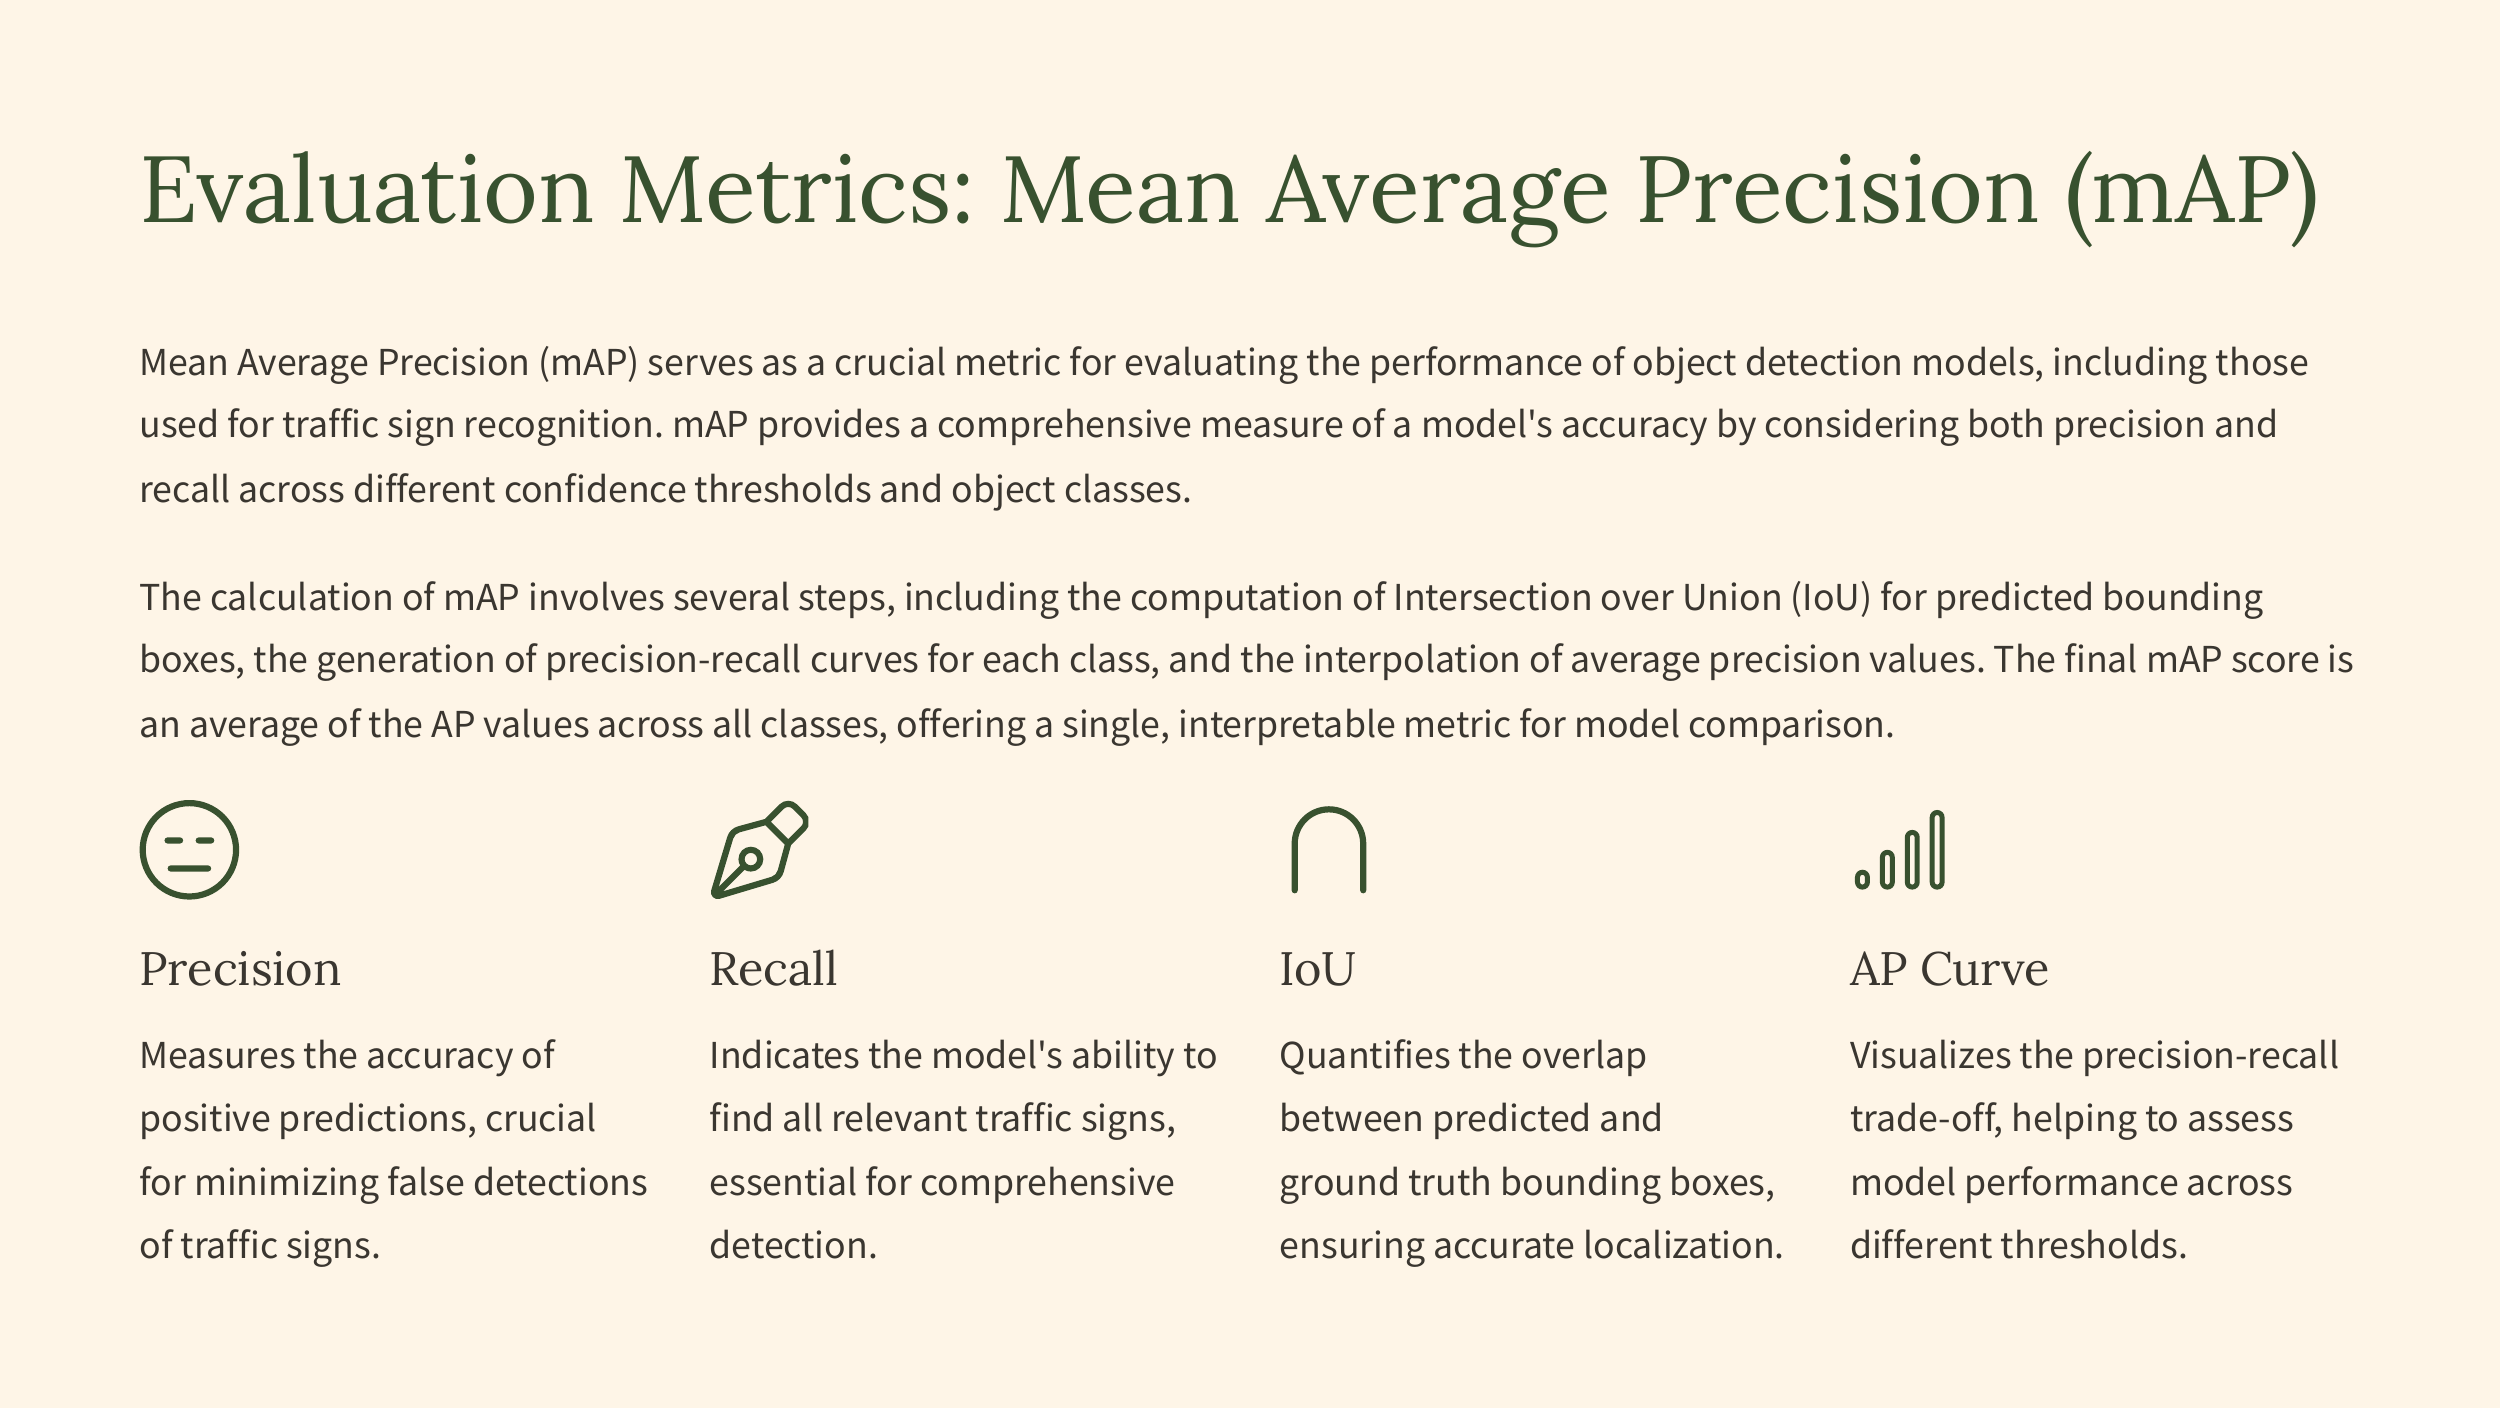 Evaluation Metrics: Mean Average Precision (mAP)
Mean Average Precision (mAP) serves as a crucial metric for evaluating the performance of object detection models, including those
used for traffic sign recognition. mAP provides a comprehensive measure of a model's accuracy by considering both precision and
recall across different confidence thresholds and object classes.
The calculation of mAP involves several steps, including the computation of Intersection over Union (IoU) for predicted bounding
boxes, the generation of precision-recall curves for each class, and the interpolation of average precision values. The final mAP score is
an average of the AP values across all classes, offering a single, interpretable metric for model comparison.
Precision
Measures the accuracy of
positive predictions, crucial
for minimizing false detections
of traffic signs.
Recall
Indicates the model's ability to
find all relevant traffic signs,
essential for comprehensive
detection.
IoU
Quantifies the overlap
between predicted and
ground truth bounding boxes,
ensuring accurate localization.
AP Curve
Visualizes the precision-recall
trade-off, helping to assess
model performance across
different thresholds.